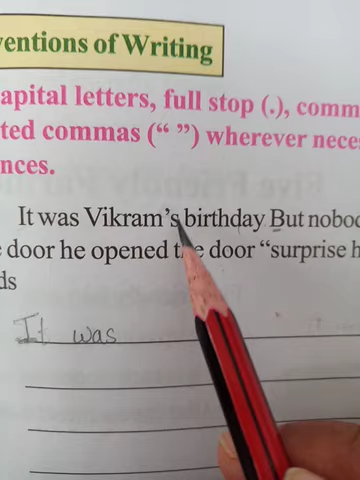 ventions of Writing
apital letters, full stop (.), comm
ted commas (“ ”) wherever nece
nces.
It was Vikram’s birthday But nobo
door he opened the door “surprise h
ds
It was